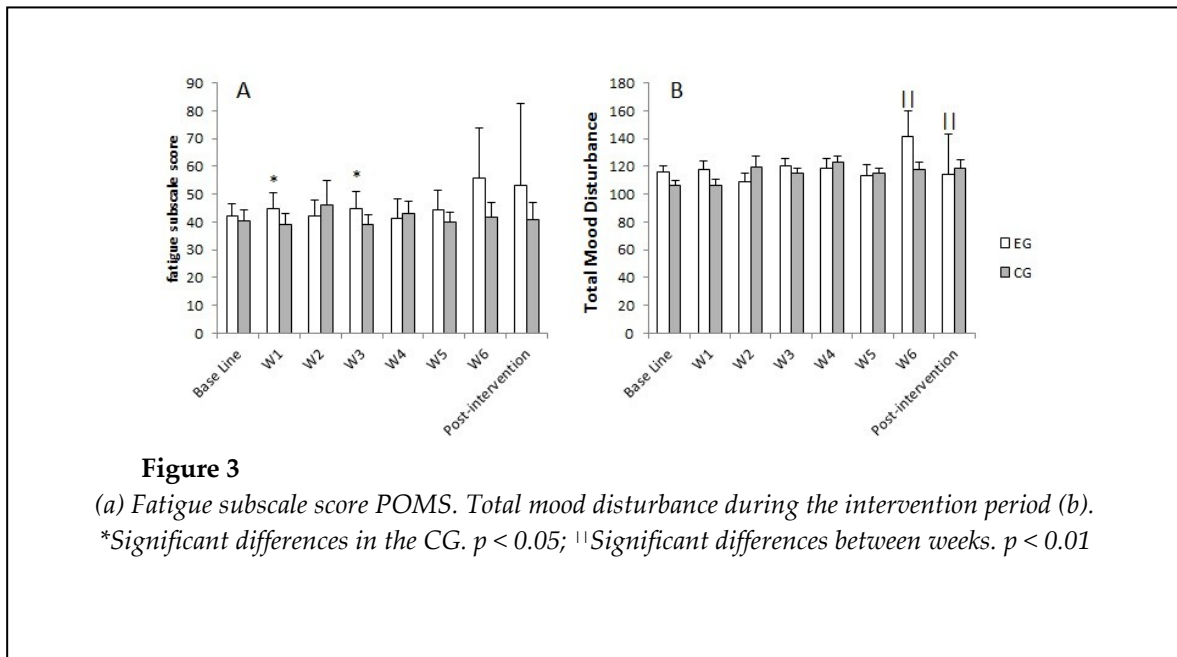 A
fatigue subscale score
90
80
70
60
50
40
30
20
10
0
*
*
Base Line
W1
W2
W3
W4
W5
W6
Post-intervention
B
Total Mood Disturbance
180
160
140
120
100
80
60
40
20
0
||
||
Base Line
W1
W2
W3
W4
W5
W6
Post-intervention
EG
CG
Figure 3
(a) Fatigue subscale score POMS. Total mood disturbance during the intervention period (b).
*Significant differences in the CG. p < 0.05; ||Significant differences between weeks. p < 0.01